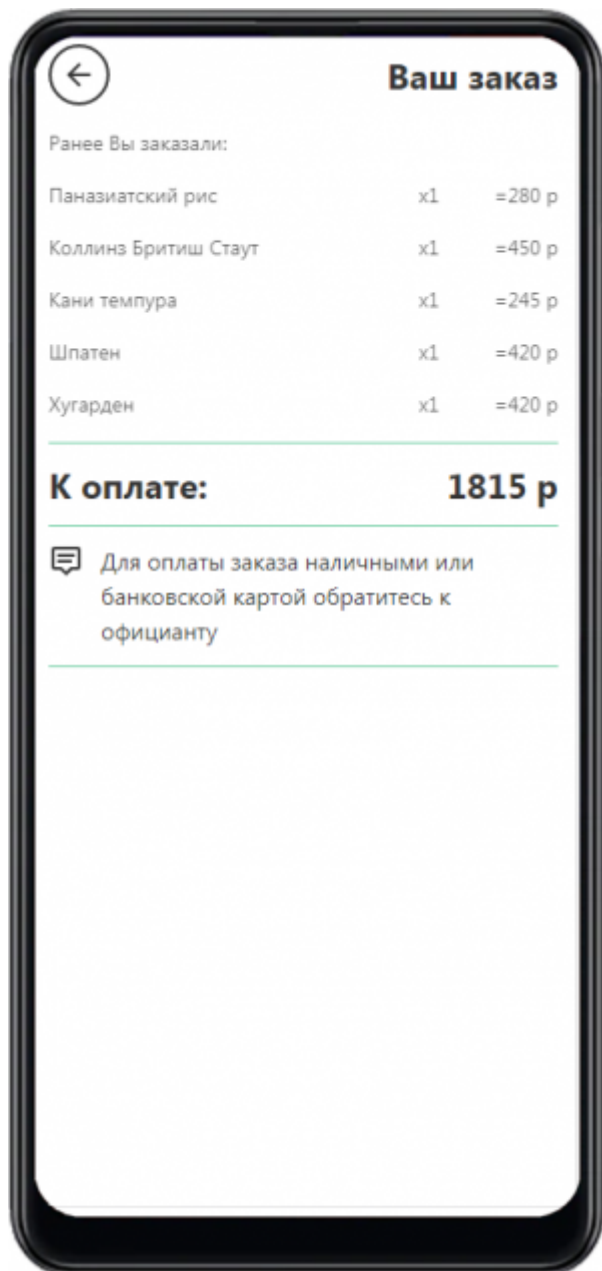 Ваш заказ
Ранее Вы заказали:
Паназиатский рис x1 =280 р
Коллинз Бритиш Стаут x1 =450 р
Кани темпура x1 =245 р
Шпатен x1 =420 р
Хугарден x1 =420 р
К оплате: 1815 р
Для оплаты заказа наличными или
банковской картой обратитесь к
официанту